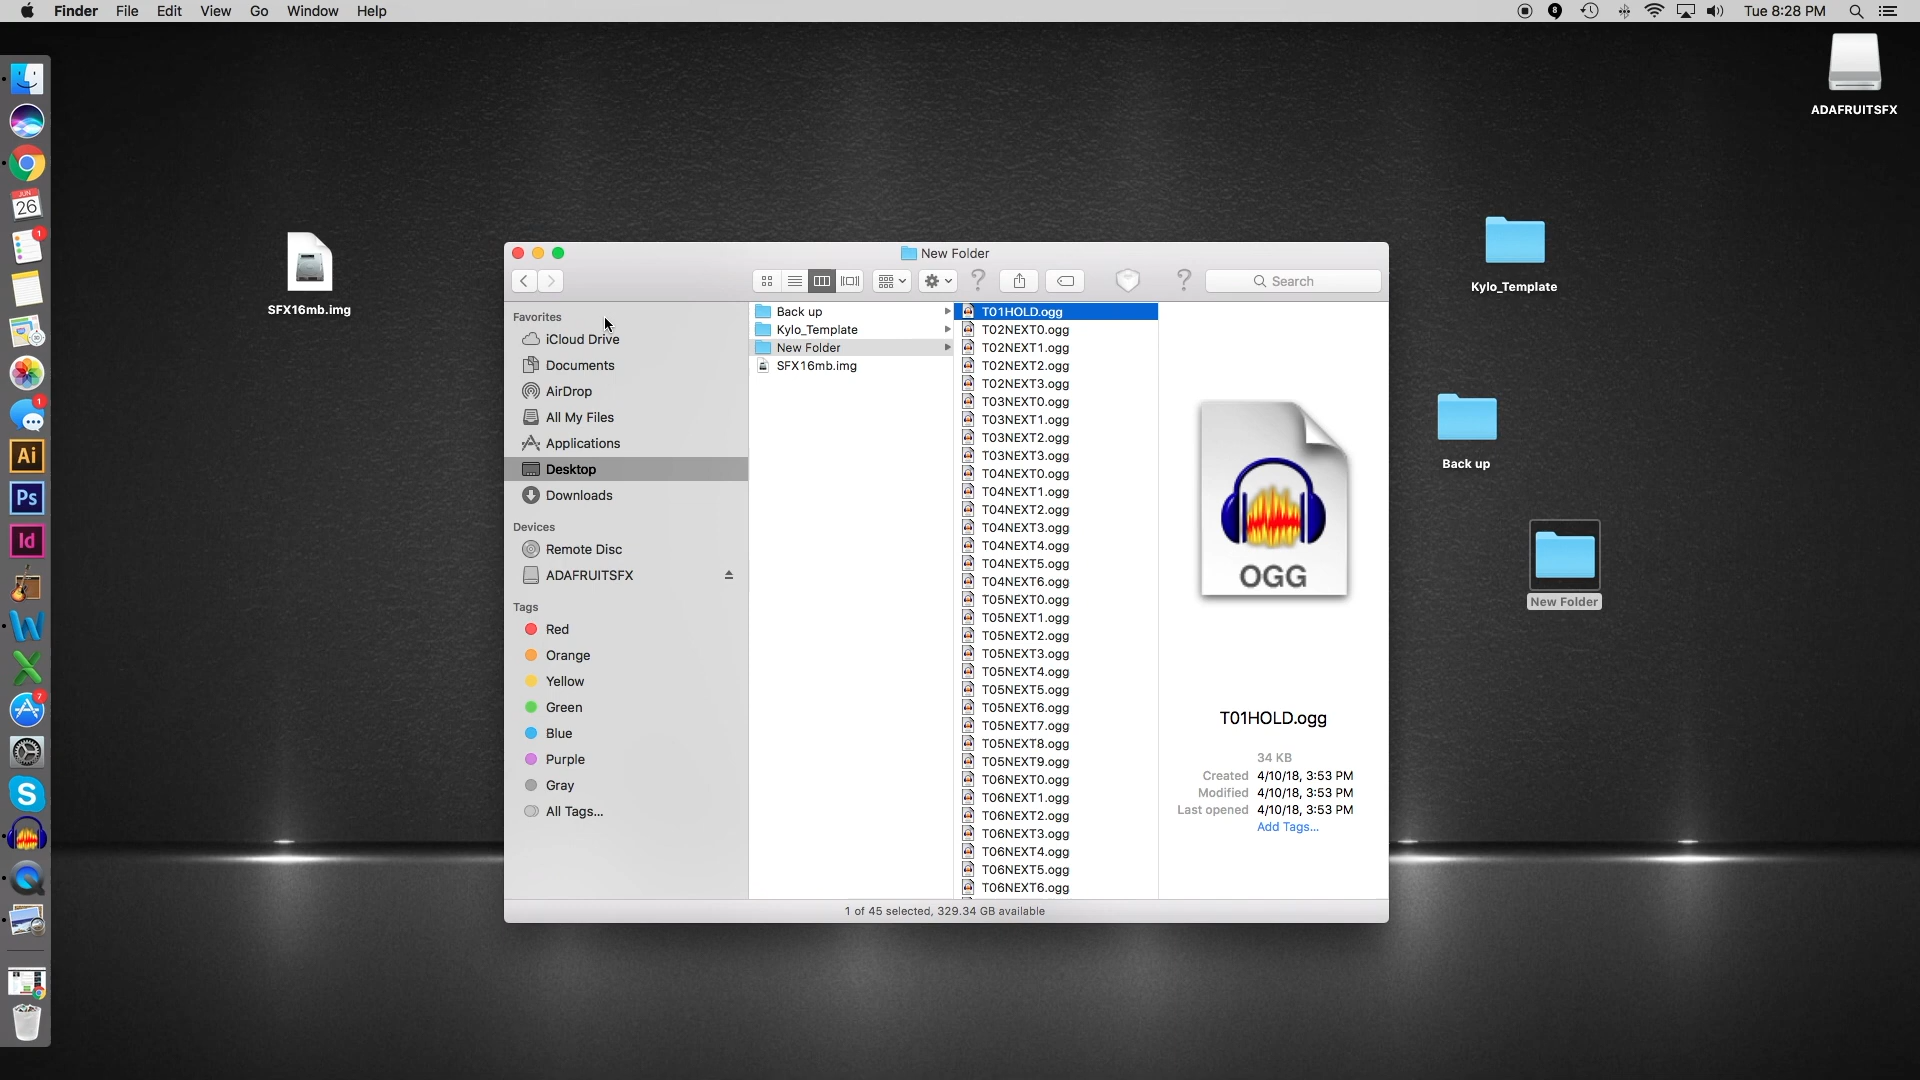 Finder File Edit View Go Window Help
8 Tue 8:28 PM
ADAFRUITSFX
SFX16mb.img
Kylo_Template
Back up
New Folder
JUN
26
1
1
Ai
Ps
Id
7
New Folder
Search
Favorites
iCloud Drive
Documents
AirDrop
All My Files
Applications
Desktop
Downloads
Devices
Remote Disc
ADAFRUITSFX
Tags
Red
Orange
Yellow
Green
Blue
Purple
Gray
All Tags...
Back up
Kylo_Template
New Folder
SFX16mb.img
T01HOLD.ogg
T02NEXT0.ogg
T02NEXT1.ogg
T02NEXT2.ogg
T02NEXT3.ogg
T03NEXT0.ogg
T03NEXT1.ogg
T03NEXT2.ogg
T03NEXT3.ogg
T04NEXT0.ogg
T04NEXT1.ogg
T04NEXT2.ogg
T04NEXT3.ogg
T04NEXT4.ogg
T04NEXT5.ogg
T04NEXT6.ogg
T05NEXT0.ogg
T05NEXT1.ogg
T05NEXT2.ogg
T05NEXT3.ogg
T05NEXT4.ogg
T05NEXT5.ogg
T05NEXT6.ogg
T05NEXT7.ogg
T05NEXT8.ogg
T05NEXT9.ogg
T06NEXT0.ogg
T06NEXT1.ogg
T06NEXT2.ogg
T06NEXT3.ogg
T06NEXT4.ogg
T06NEXT5.ogg
T06NEXT6.ogg
OGG
T01HOLD.ogg
34 KB
Created 4/10/18, 3:53 PM
Modified 4/10/18, 3:53 PM
Last opened 4/10/18, 3:53 PM
Add Tags...
1 of 45 selected, 329.34 GB available